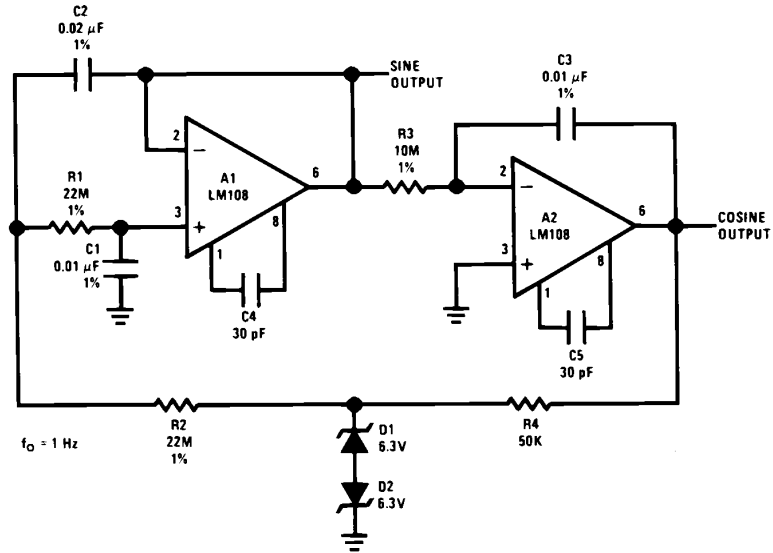 C2
0.02 µF
1%
SINE
OUTPUT
C3
0.01 µF
1%
R3
10M
1%
2
−
A1
LM108
6
R1
22M
1%
3
+
8
1
C1
0.01 µF
1%
C4
30 pF
2
−
A2
LM108
6
COSINE
OUTPUT
3
+
8
1
C5
30 pF
R2
22M
1%
R4
50K
fo = 1 Hz
D1
6.3V
D2
6.3V